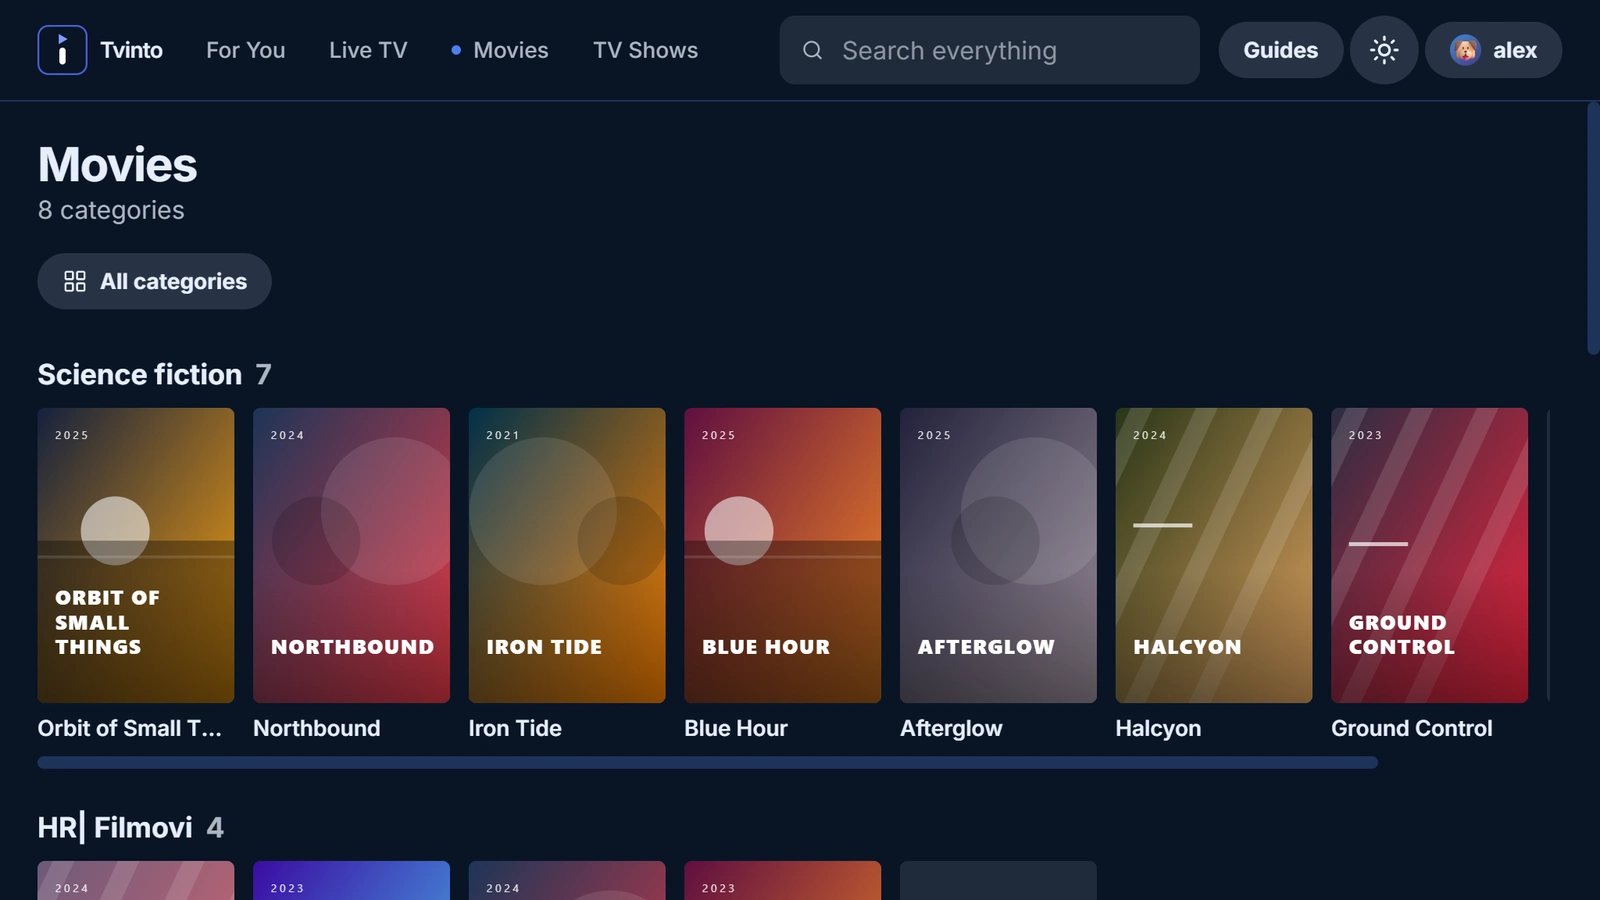 Tvinto
For You
Live TV
Movies
TV Shows
Search everything
Guides
alex
Movies
8 categories
All categories
Science fiction 7
2025
ORBIT OF
SMALL
THINGS
Orbit of Small T...
2024
NORTHBOUND
Northbound
2021
IRON TIDE
Iron Tide
2025
BLUE HOUR
Blue Hour
2025
AFTERGLOW
Afterglow
2024
HALCYON
Halcyon
2023
GROUND
CONTROL
Ground Control
HR| Filmovi 4
2024
2023
2024
2023